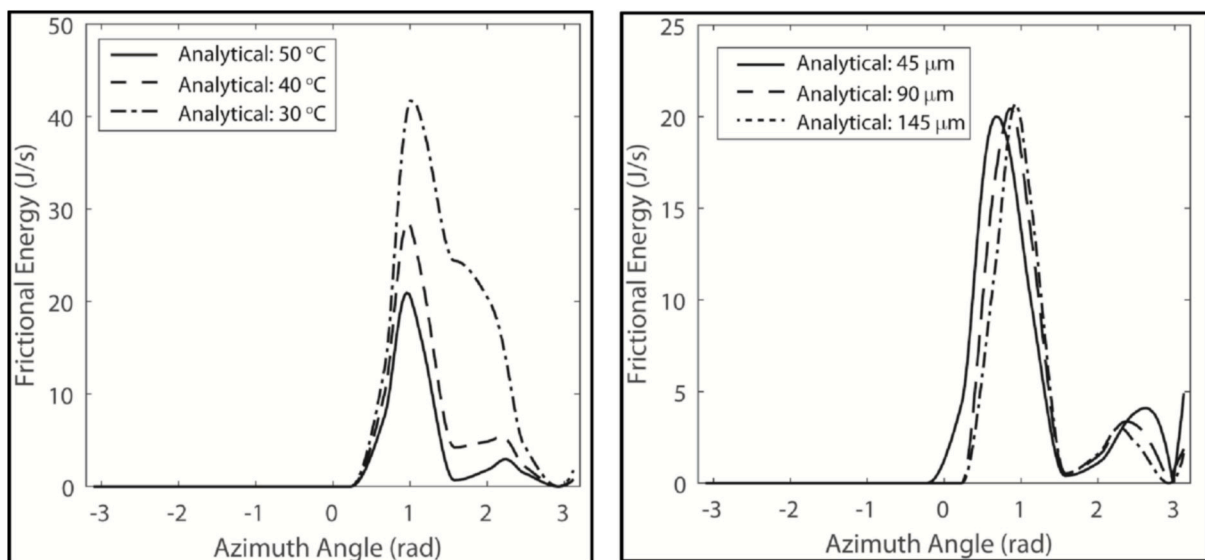 50
40
30
20
10
0
Frictional Energy (J/s)
Analytical: 50 °C
Analytical: 40 °C
Analytical: 30 °C
-3 -2 -1 0 1 2 3
Azimuth Angle (rad)
25
20
15
10
5
0
Frictional Energy (J/s)
Analytical: 45 μm
Analytical: 90 μm
Analytical: 145 μm
-3 -2 -1 0 1 2 3
Azimuth Angle (rad)